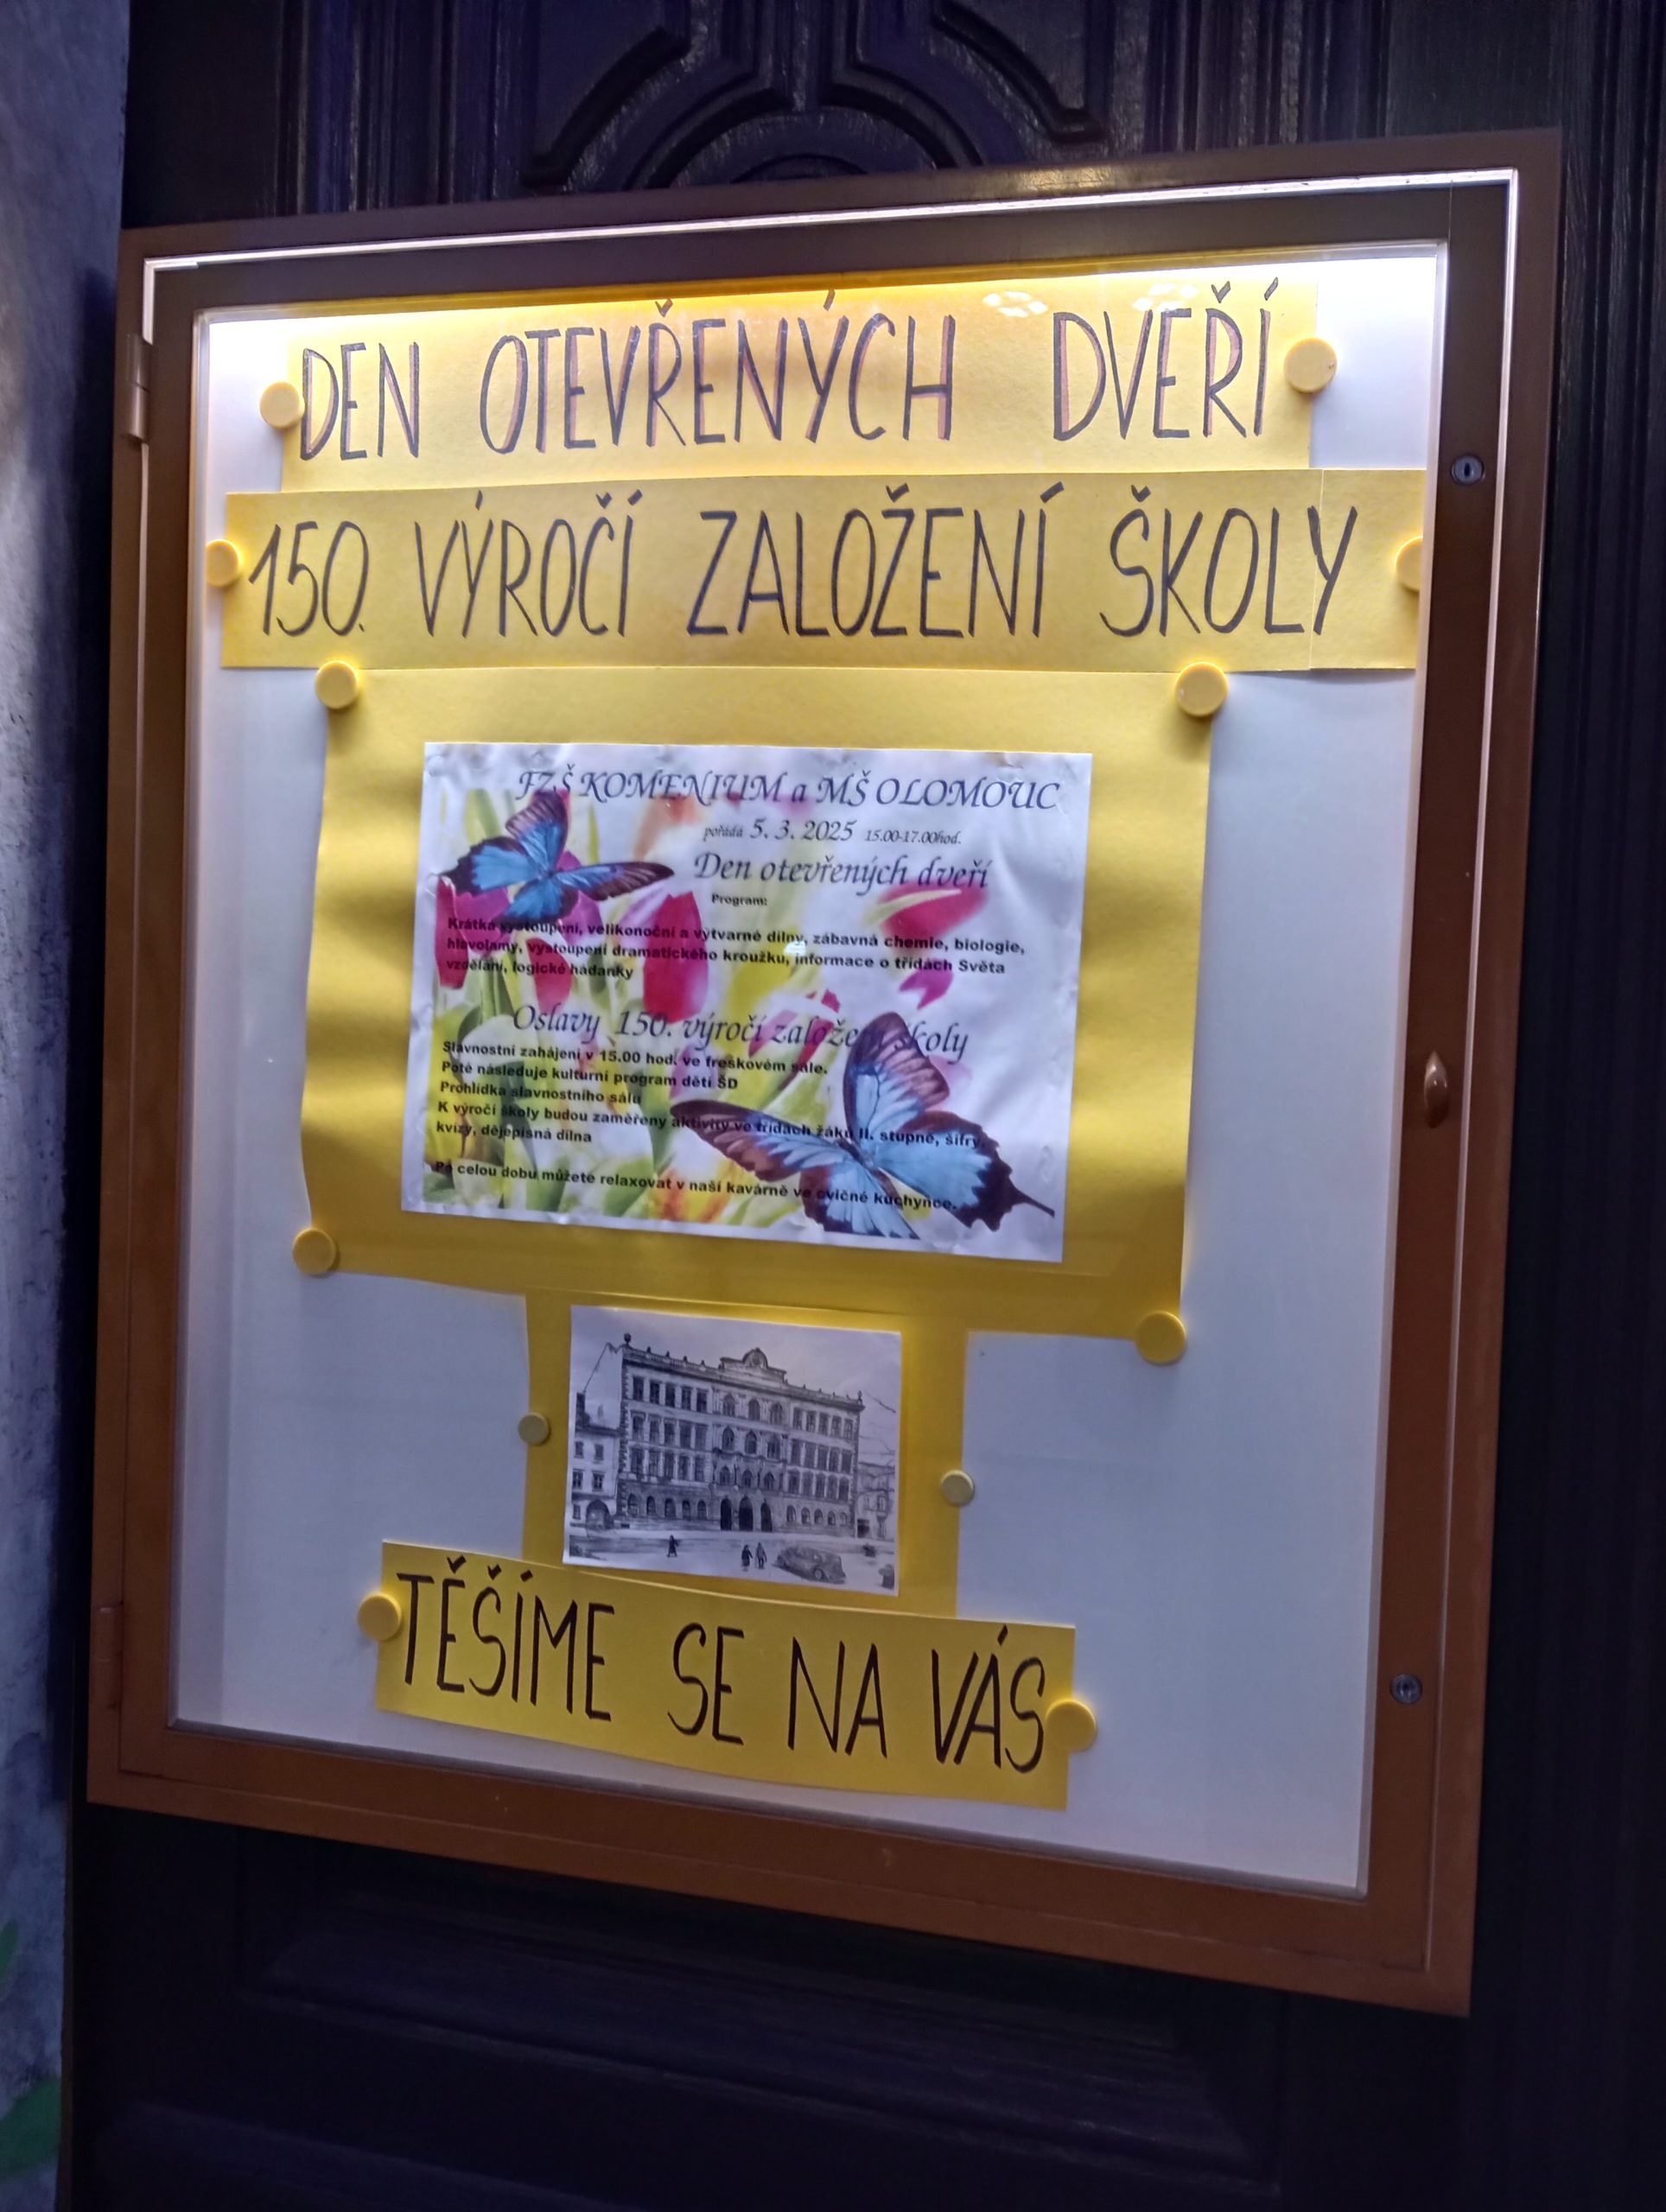 DEN OTEVŘENÝCH DVEŘÍ
150. VÝROČÍ ZALOŽENÍ ŠKOLY
FZŠ KOMENIUM a MŠ OLOMOUC
pořádá 5. 3. 2025 15.00-17.00hod.
Den otevřených dveří
Program:
Krátká vystoupení, velikonoční a výtvarné dílny, zábavná chemie, biologie,
hlavolamy, vystoupení dramatického kroužku, informace o třídách Světa
vzdělání, logické hádanky
Oslavy 150. výročí založení školy
Slavnostní zahájení v 15.00 hod. ve freskovém sále.
Poté následuje kulturní program dětí ŠD
Prohlídka slavnostního sálu
K výročí školy budou zaměřeny aktivity ve třídách žáků II. stupně, šifry,
kvízy, dějepisná dílna
Po celou dobu můžete relaxovat v naší kavárně ve cvičné kuchyňce.
TĚŠÍME SE NA VÁS